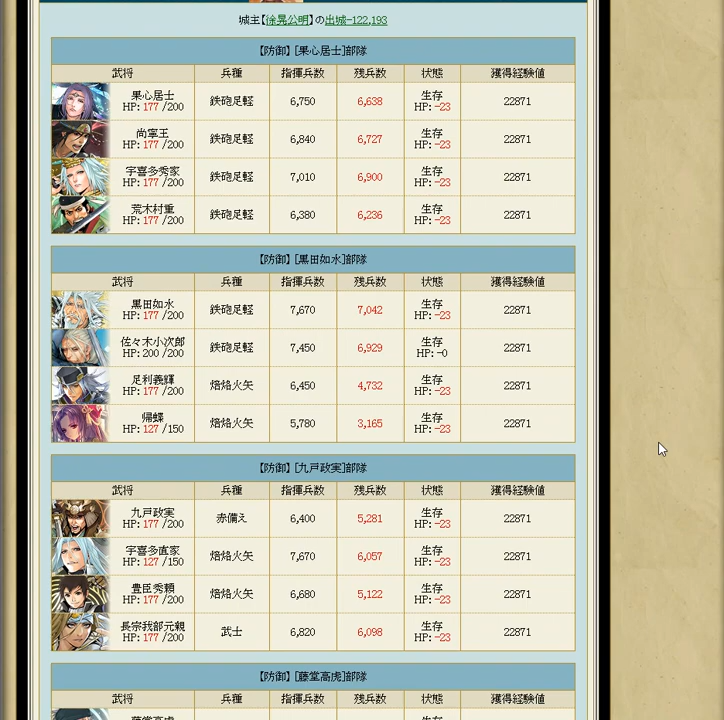 城主【徐晃公明】の出城-122,193
【防御】 [果心居士]部隊
武将 兵種 指揮兵数 残兵数 状態 獲得経験値
果心居士 鉄砲足軽 6,750 6,638 生存 22871
HP: 177 /200 HP: -23
尚寧王 鉄砲足軽 6,840 6,727 生存 22871
HP: 177 /200 HP: -23
宇喜多秀家 鉄砲足軽 7,010 6,900 生存 22871
HP: 177 /200 HP: -23
荒木村重 鉄砲足軽 6,380 6,236 生存 22871
HP: 177 /200 HP: -23
【防御】 [黒田如水]部隊
武将 兵種 指揮兵数 残兵数 状態 獲得経験値
黒田如水 鉄砲足軽 7,670 7,042 生存 22871
HP: 177 /200 HP: -23
佐々木小次郎 鉄砲足軽 7,450 6,929 生存 22871
HP: 200 /200 HP: -0
足利義輝 焙烙火矢 6,450 4,732 生存 22871
HP: 177 /200 HP: -23
帰蝶 焙烙火矢 5,780 3,165 生存 22871
HP: 127 /150 HP: -23
【防御】 [九戸政実]部隊
武将 兵種 指揮兵数 残兵数 状態 獲得経験値
九戸政実 赤備え 6,400 5,281 生存 22871
HP: 177 /200 HP: -23
宇喜多直家 焙烙火矢 7,670 6,057 生存 22871
HP: 127 /150 HP: -23
豊臣秀頼 焙烙火矢 6,680 5,122 生存 22871
HP: 177 /200 HP: -23
長宗我部元親 武士 6,820 6,098 生存 22871
HP: 177 /200 HP: -23
【防御】 [藤堂高虎]部隊
武将 兵種 指揮兵数 残兵数 状態 獲得経験値